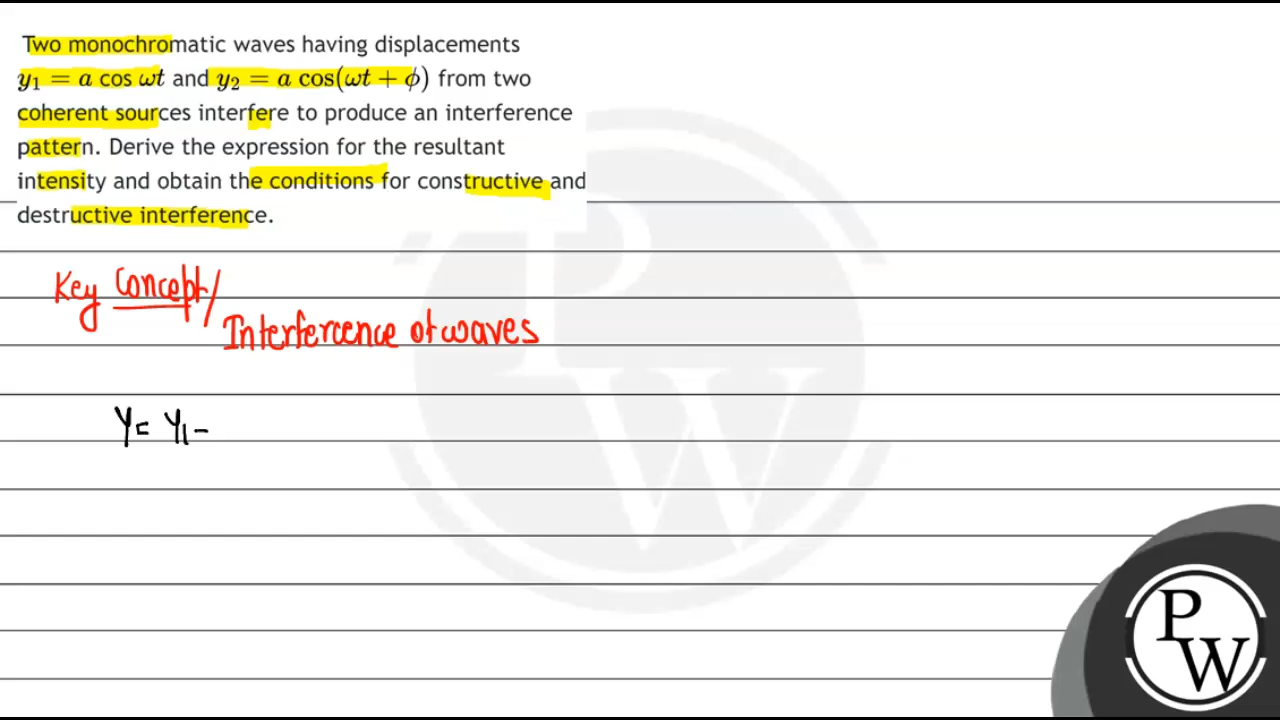 Two monochromatic waves having displacements
y₁ = a cos ωt and y₂ = a cos(ωt + ϕ) from two
coherent sources interfere to produce an interference
pattern. Derive the expression for the resultant
intensity and obtain the conditions for constructive and
destructive interference.
Key Concept/
Interference of waves
Y= Y₁ –
PW
P
W